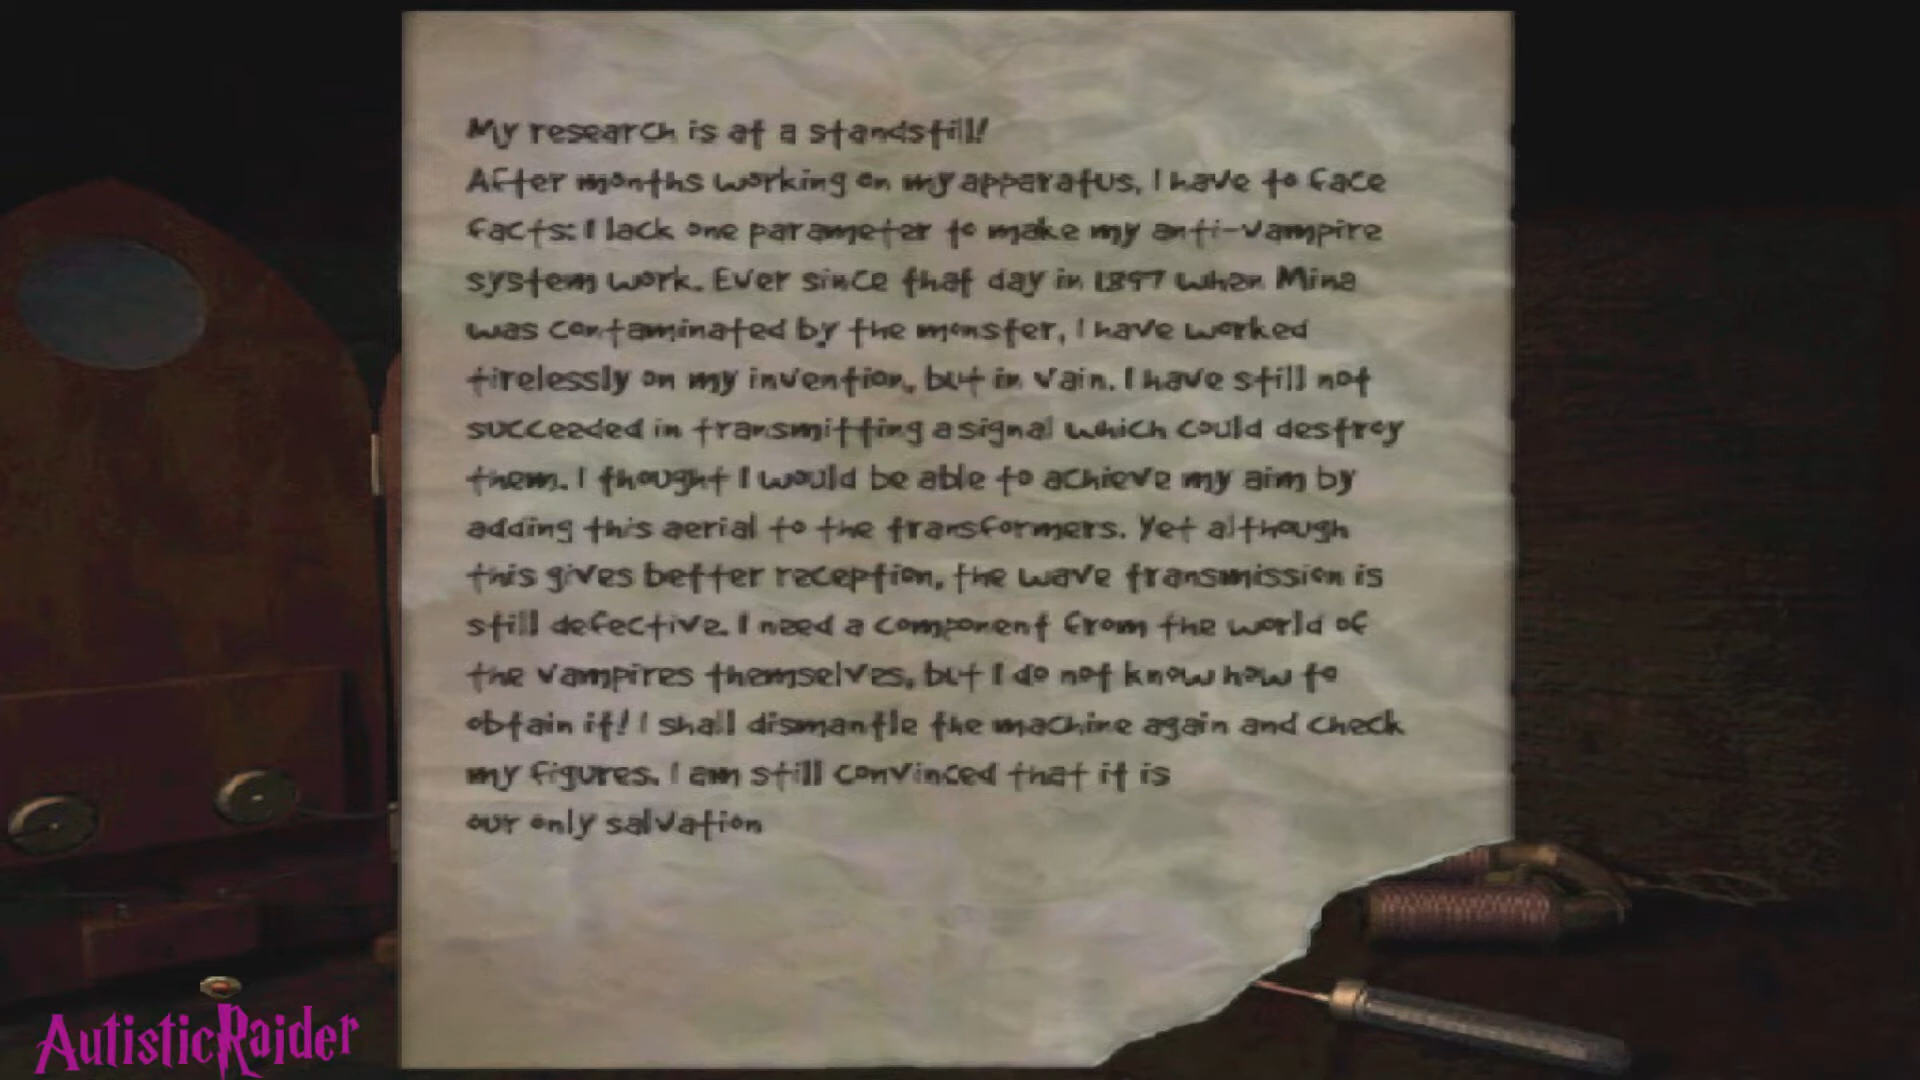 My research is at a standstill!
After months working on my apparatus, I have to face
facts: I lack one parameter to make my anti-vampire
system work. Ever since that day in 1897 when Mina
was contaminated by the monster, I have worked
tirelessly on my invention, but in vain. I have still not
succeeded in transmitting a signal which could destroy
them. I thought I would be able to achieve my aim by
adding this aerial to the transformers. Yet although
this gives better reception, the wave transmission is
still defective. I need a component from the world of
the vampires themselves, but I do not know how to
obtain it! I shall dismantle the machine again and check
my figures. I am still convinced that it is
our only salvation
AutisticRaider